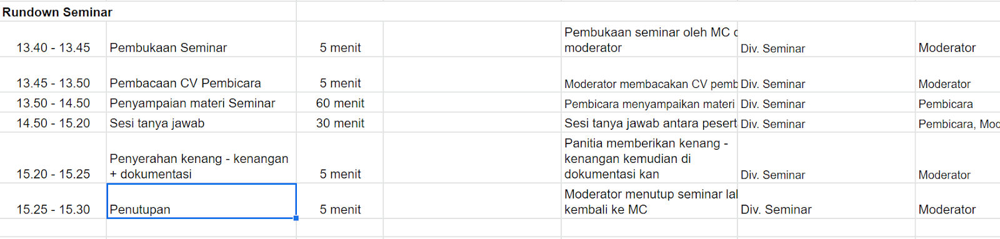 Rundown Seminar
13.40 - 13.45 Pembukaan Seminar 5 menit Pembukaan seminar oleh MC
moderator Div. Seminar Moderator
13.45 - 13.50 Pembacaan CV Pembicara 5 menit Moderator membacakan CV Div. Seminar Moderator
13.50 - 14.50 Penyampaian materi Seminar 60 menit Pembicara menyampaikan materi Div. Seminar Pembicara
14.50 - 15.20 Sesi tanya jawab 30 menit Sesi tanya jawab antara Div. Seminar Pembicara,
15.20 - 15.25 Penyerahan kenang - kenangan
+ dokumentasi 5 menit Panitia memberikan kenang -
kenangan kemudian di
dokumentasi kan Div. Seminar Moderator
15.25 - 15.30 Penutupan 5 menit Moderator menutup seminar
kembali ke MC Div. Seminar Moderator